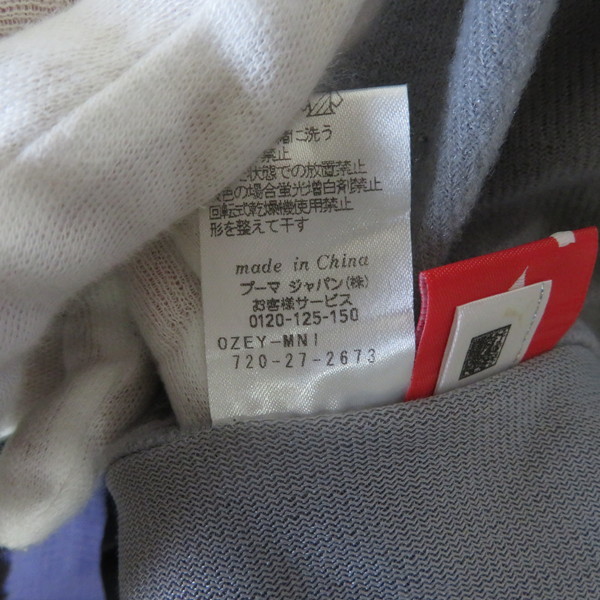 に洗う
禁止
状態での放置禁止
色の場合蛍光増白剤禁止
回転式乾燥機使用禁止
形を整えて干す
made in China
プーマ ジャパン(株)
お客様サービス
0120-125-150
OZEY-MNI
720-27-2673